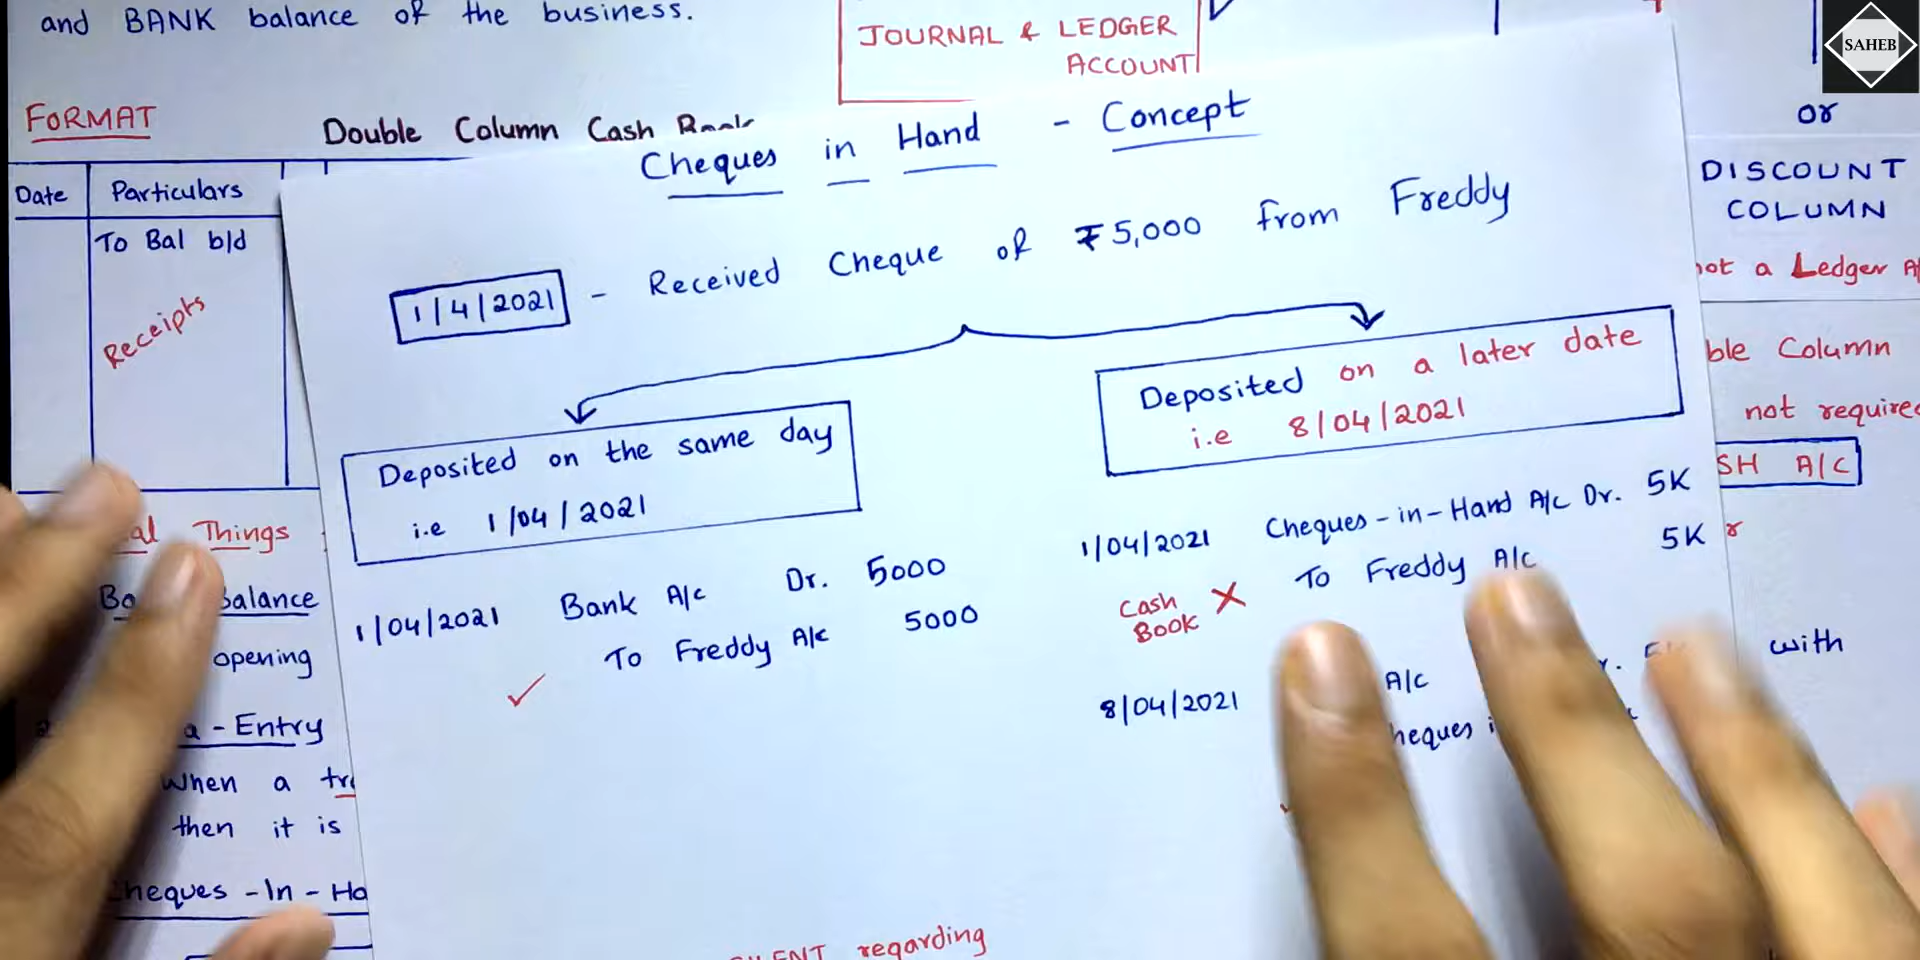 and BANK balance of the business.
JOURNAL & LEDGER
ACCOUNT
SAHEB
FORMAT
Double Column Cash
or
DISCOUNT
COLUMN
not a Ledger
Date
Particulars
To Bal b/d
Receipts
Cheques in Hand - Concept
1/4/2021 - Received Cheque of ₹5,000 from Freddy
Deposited on the same day
i.e 1/04/2021
1/04/2021 Bank A/c Dr. 5000
To Freddy A/c 5000
Deposited on a later date
i.e 8/04/2021
1/04/2021 Cheques-in-Hand A/c Dr. 5K
To Freddy A/c 5K
Cash
Book
8/04/2021 A/c
Column
not require
A/C
with
Things
Balance
opening
- Entry
When a
then it is
-In-
regarding